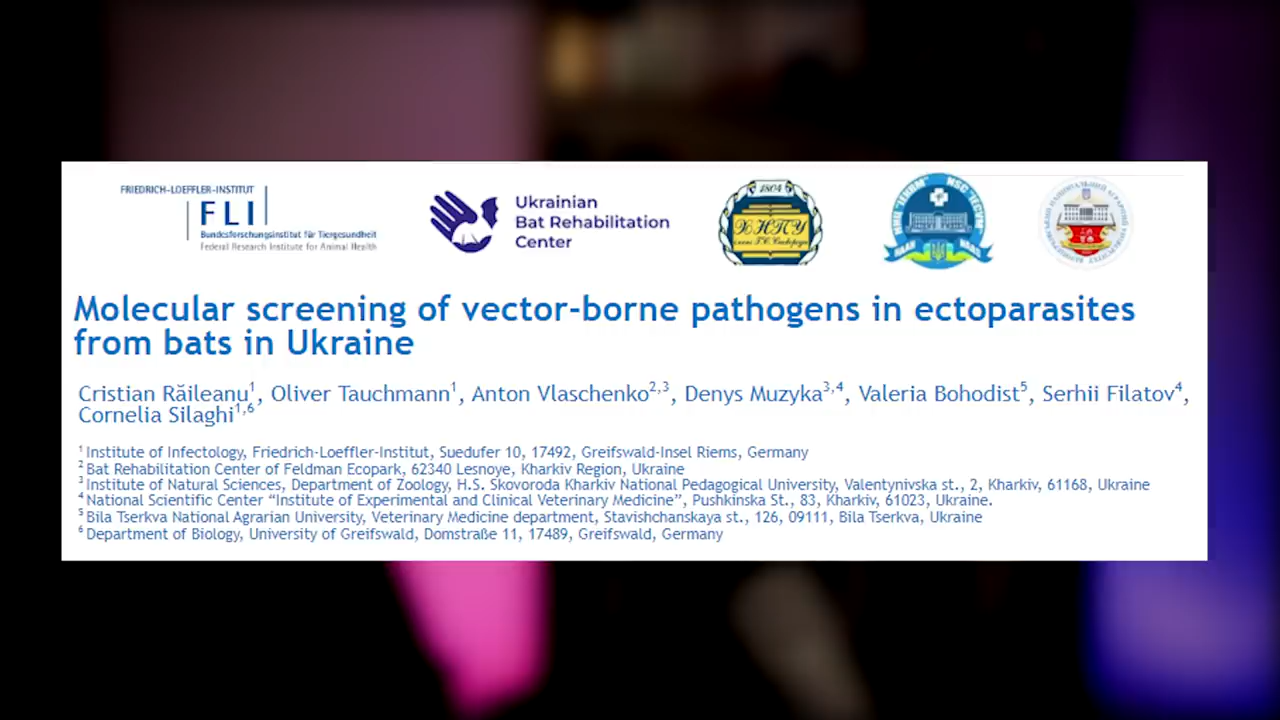 FRIEDRICH-LOEFFLER-INSTITUT
FLI
Bundesforschungsinstitut für Tiergesundheit
Federal Research Institute for Animal Health
Ukrainian
Bat Rehabilitation
Center
1804
ХНПУ
Molecular screening of vector-borne pathogens in ectoparasites
from bats in Ukraine
Cristian Răileanu1, Oliver Tauchmann1, Anton Vlaschenko2,3, Denys Muzyka3,4, Valeria Bohodist5, Serhii Filatov4,
Cornelia Silaghi1,6
1 Institute of Infectology, Friedrich-Loeffler-Institut, Suedufer 10, 17492, Greifswald-Insel Riems, Germany
2 Bat Rehabilitation Center of Feldman Ecopark, 62340 Lesnoye, Kharkiv Region, Ukraine
3 Institute of Natural Sciences, Department of Zoology, H.S. Skovoroda Kharkiv National Pedagogical University, Valentynivska st., 2, Kharkiv, 61168, Ukraine
4 National Scientific Center “Institute of Experimental and Clinical Veterinary Medicine”, Pushkinska St., 83, Kharkiv, 61023, Ukraine.
5 Bila Tserkva National Agrarian University, Veterinary Medicine department, Stavishchanskaya st., 126, 09111, Bila Tserkva, Ukraine
6 Department of Biology, University of Greifswald, Domstraße 11, 17489, Greifswald, Germany